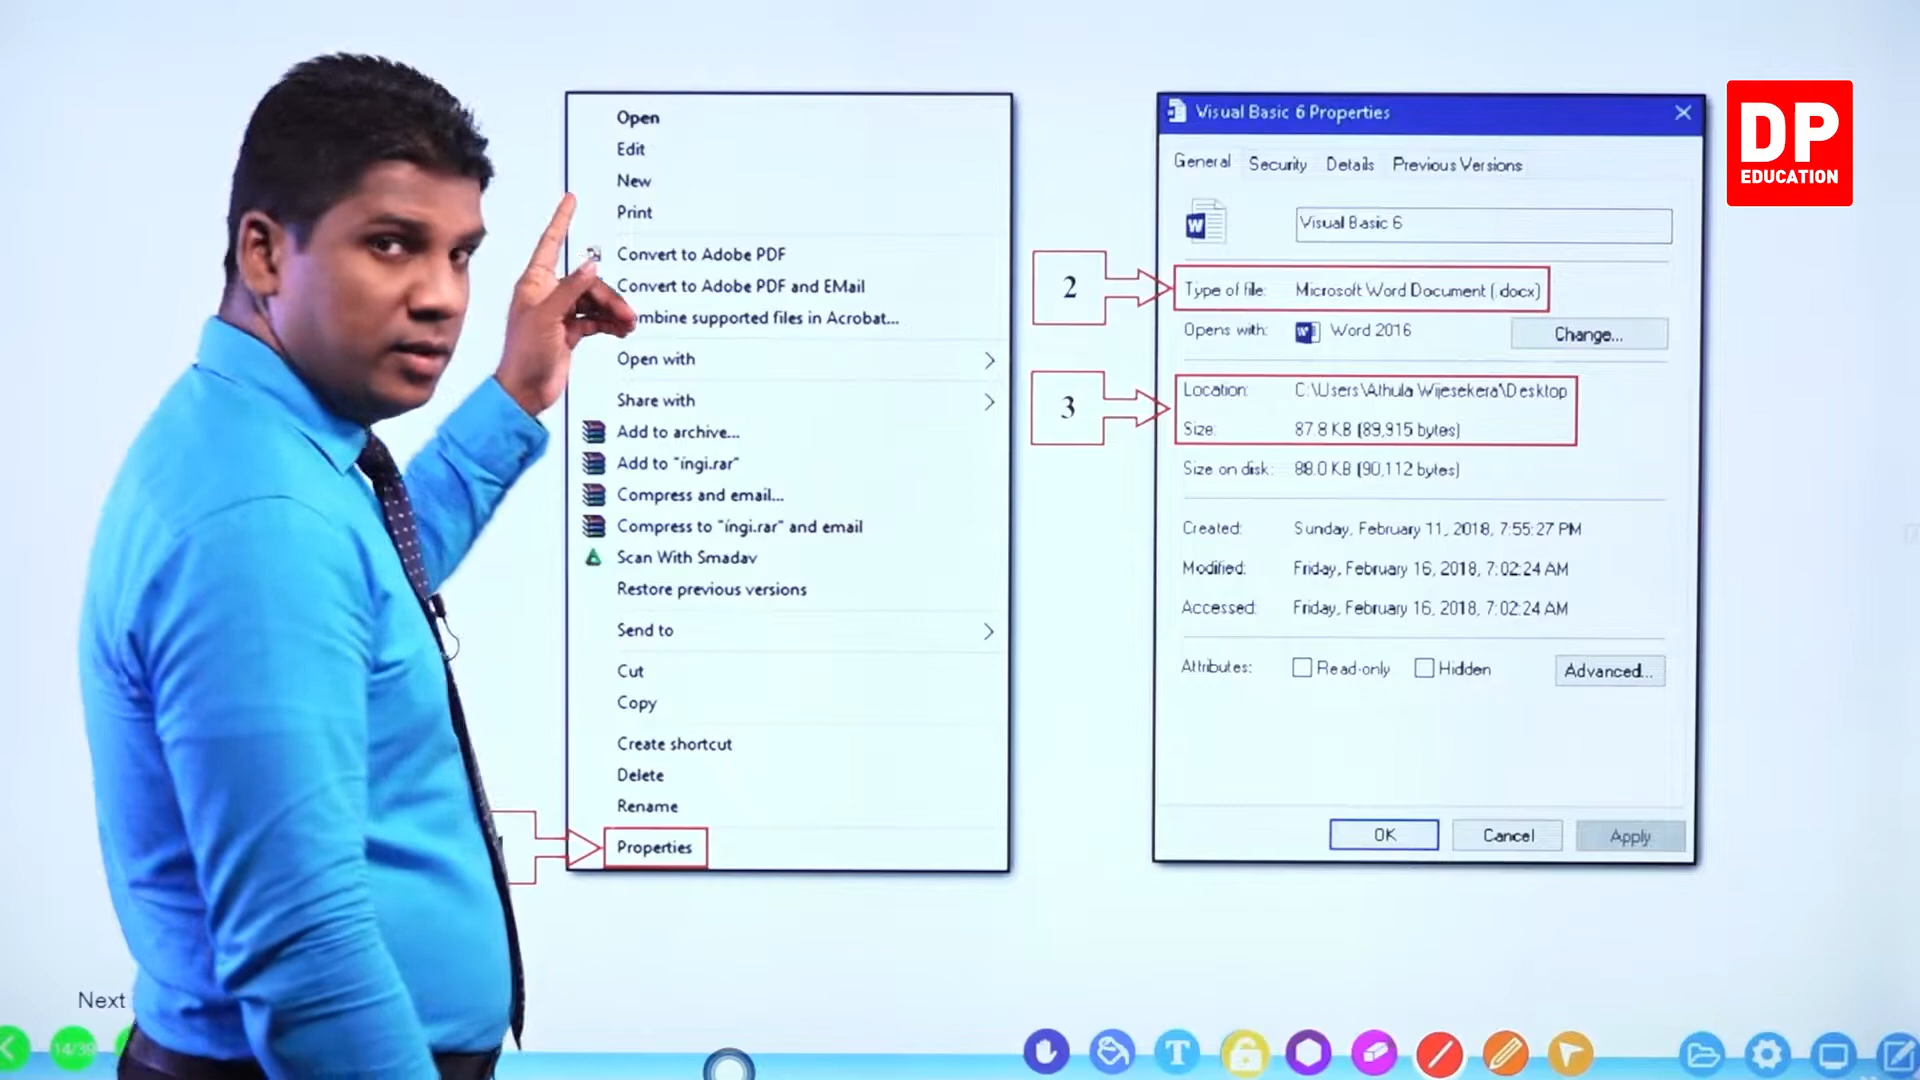 Open
Edit
New
Print
Convert to Adobe PDF
Convert to Adobe PDF and EMail
ombine supported files in Acrobat...
Open with
Share with
Add to archive...
Add to "íngi.rar"
Compress and email...
Compress to "íngi.rar" and email
Scan With Smadav
Restore previous versions
Send to
Cut
Copy
Create shortcut
Delete
Rename
Properties
2
3
Visual Basic 6 Properties
General Security Details Previous Versions
Visual Basic 6
Type of file: Microsoft Word Document (.docx)
Opens with: Word 2016 Change...
Location: C:\Users\Athula Wijesekera\Desktop
Size: 87.8 KB (89,915 bytes)
Size on disk: 88.0 KB (90,112 bytes)
Created: Sunday, February 11, 2018, 7:55:27 PM
Modified: Friday, February 16, 2018, 7:02:24 AM
Accessed: Friday, February 16, 2018, 7:02:24 AM
Attributes: Read-only Hidden Advanced...
OK Cancel Apply
DP
EDUCATION
Next
14/39
T